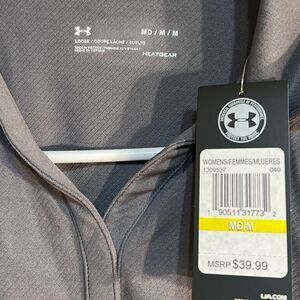 MD / M / M
LOOSE / COUPE LÂCHE / SUELTO
HEATGEAR
WOMENS/FEMMES/MUJERES
1309537 040
1 90511 31773 2
MD/M
MSRP $39.99
UA.COM